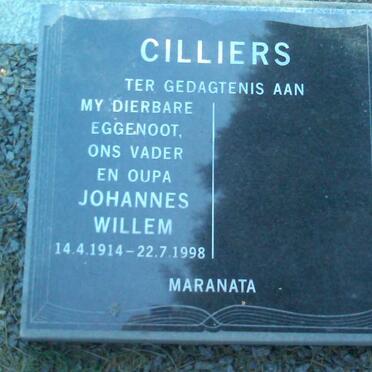 CILLIERS
TER GEDAGTENIS AAN
MY DIERBARE
EGGENOOT,
ONS VADER
EN OUPA
JOHANNES
WILLEM
14.4.1914 – 22.7.1998
MARANATA